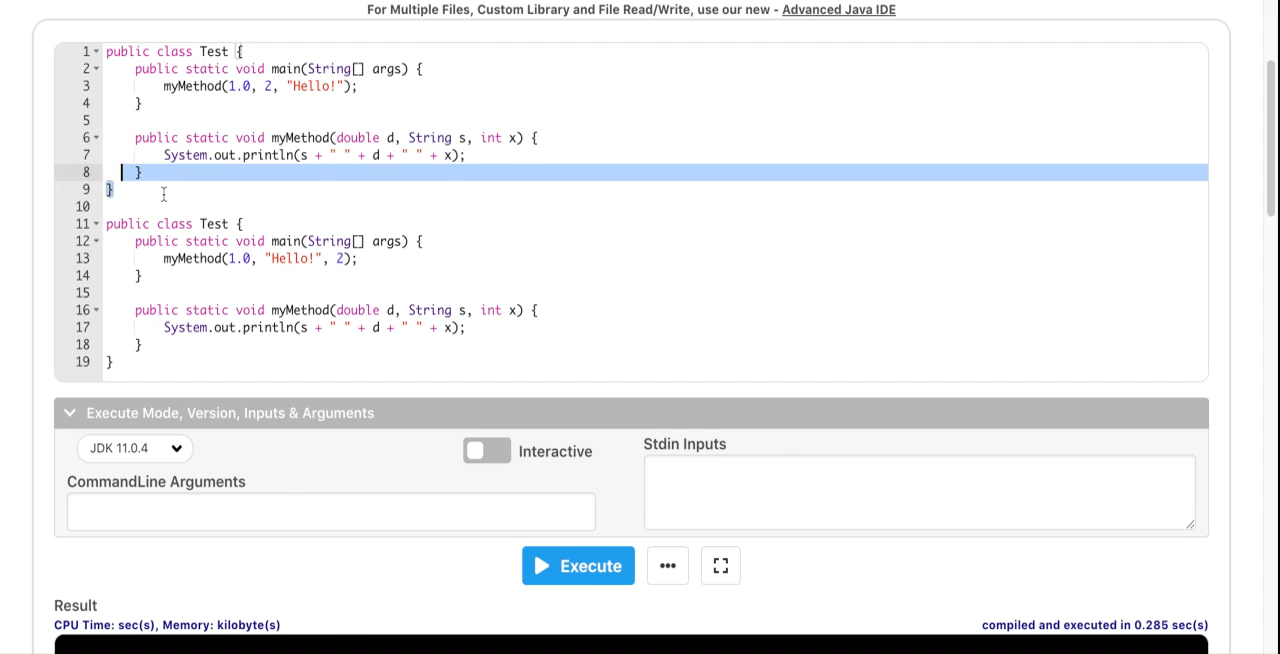 For Multiple Files, Custom Library and File Read/Write, use our new - Advanced Java IDE
1 public class Test {
2 public static void main(String[] args) {
3 myMethod(1.0, 2, "Hello!");
4 }
5
6 public static void myMethod(double d, String s, int x) {
7 System.out.println(s + " " + d + " " + x);
8 }
9 }
10
11 public class Test {
12 public static void main(String[] args) {
13 myMethod(1.0, "Hello!", 2);
14 }
15
16 public static void myMethod(double d, String s, int x) {
17 System.out.println(s + " " + d + " " + x);
18 }
19 }
Execute Mode, Version, Inputs & Arguments
JDK 11.0.4
Interactive
Stdin Inputs
CommandLine Arguments
Execute
Result
CPU Time: sec(s), Memory: kilobyte(s)
compiled and executed in 0.285 sec(s)